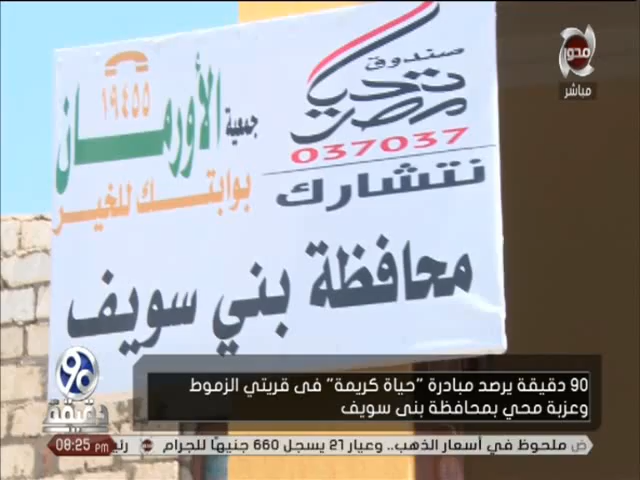 محور
مباشر
صندوق
تحيا مصر
037037
نتشارك
١٩٤٥٥
جمعية الأورمان
بوابتك للخير
محافظة بني سويف
90 دقيقة يرصد مبادرة "حياة كريمة" فى قريتي الزموط
وعزبة محي بمحافظة بنى سويف
90
دقيقة
08:25 pm
ض ملحوظ في أسعار الذهب.. وعيار 21 يسجل 660 جنيهًا للجرام